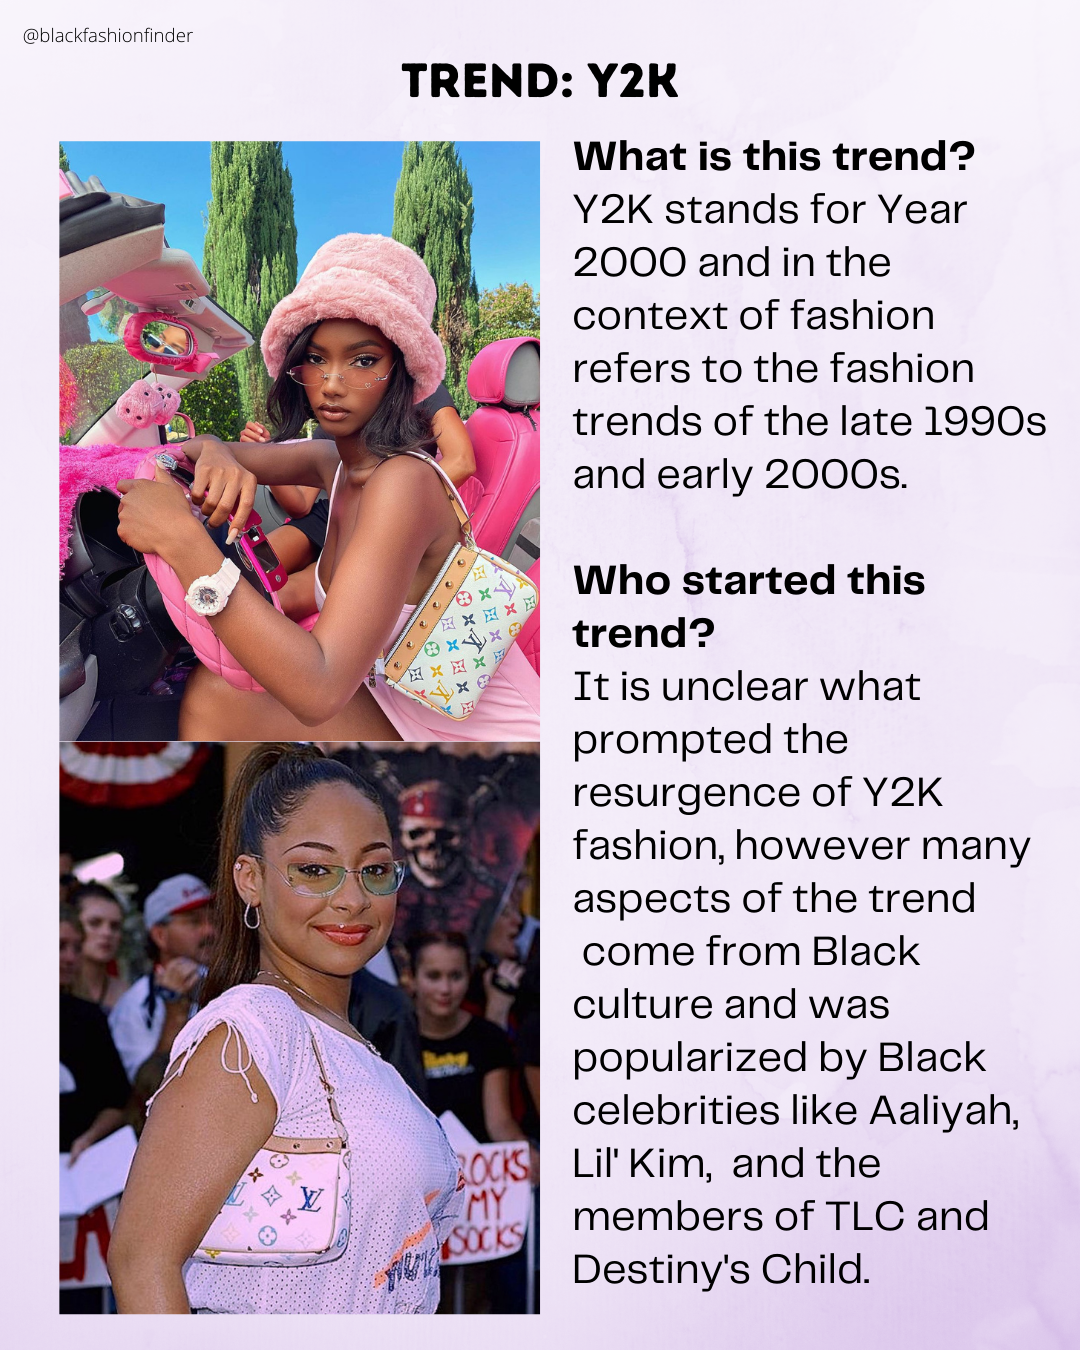 @blackfashionfinder
TREND: Y2K
What is this trend?
Y2K stands for Year
2000 and in the
context of fashion
refers to the fashion
trends of the late 1990s
and early 2000s.
Who started this
trend?
It is unclear what
prompted the
resurgence of Y2K
fashion, however many
aspects of the trend
come from Black
culture and was
popularized by Black
celebrities like Aaliyah,
Lil' Kim, and the
members of TLC and
Destiny's Child.
ROCKS
MY
SOCKS